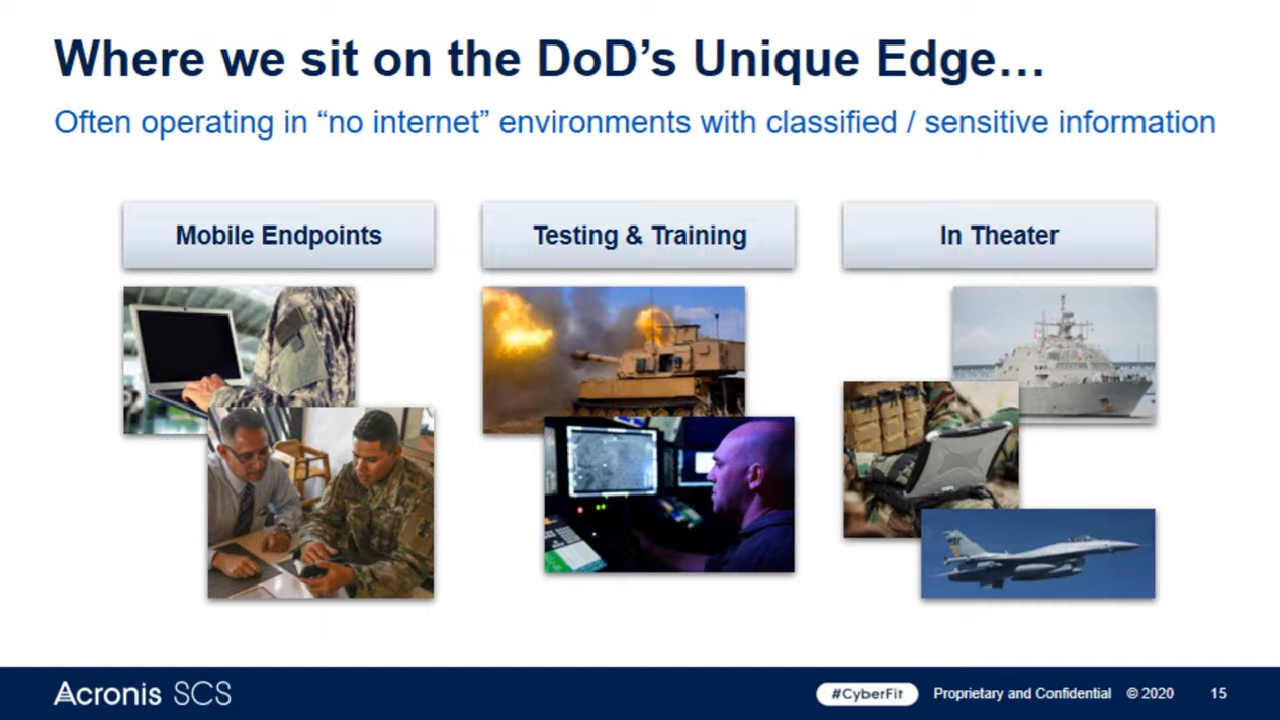 Where we sit on the DoD’s Unique Edge…
Often operating in “no internet” environments with classified / sensitive information
Mobile Endpoints
Testing & Training
In Theater
Acronis SCS
#CyberFit
Proprietary and Confidential
© 2020
15